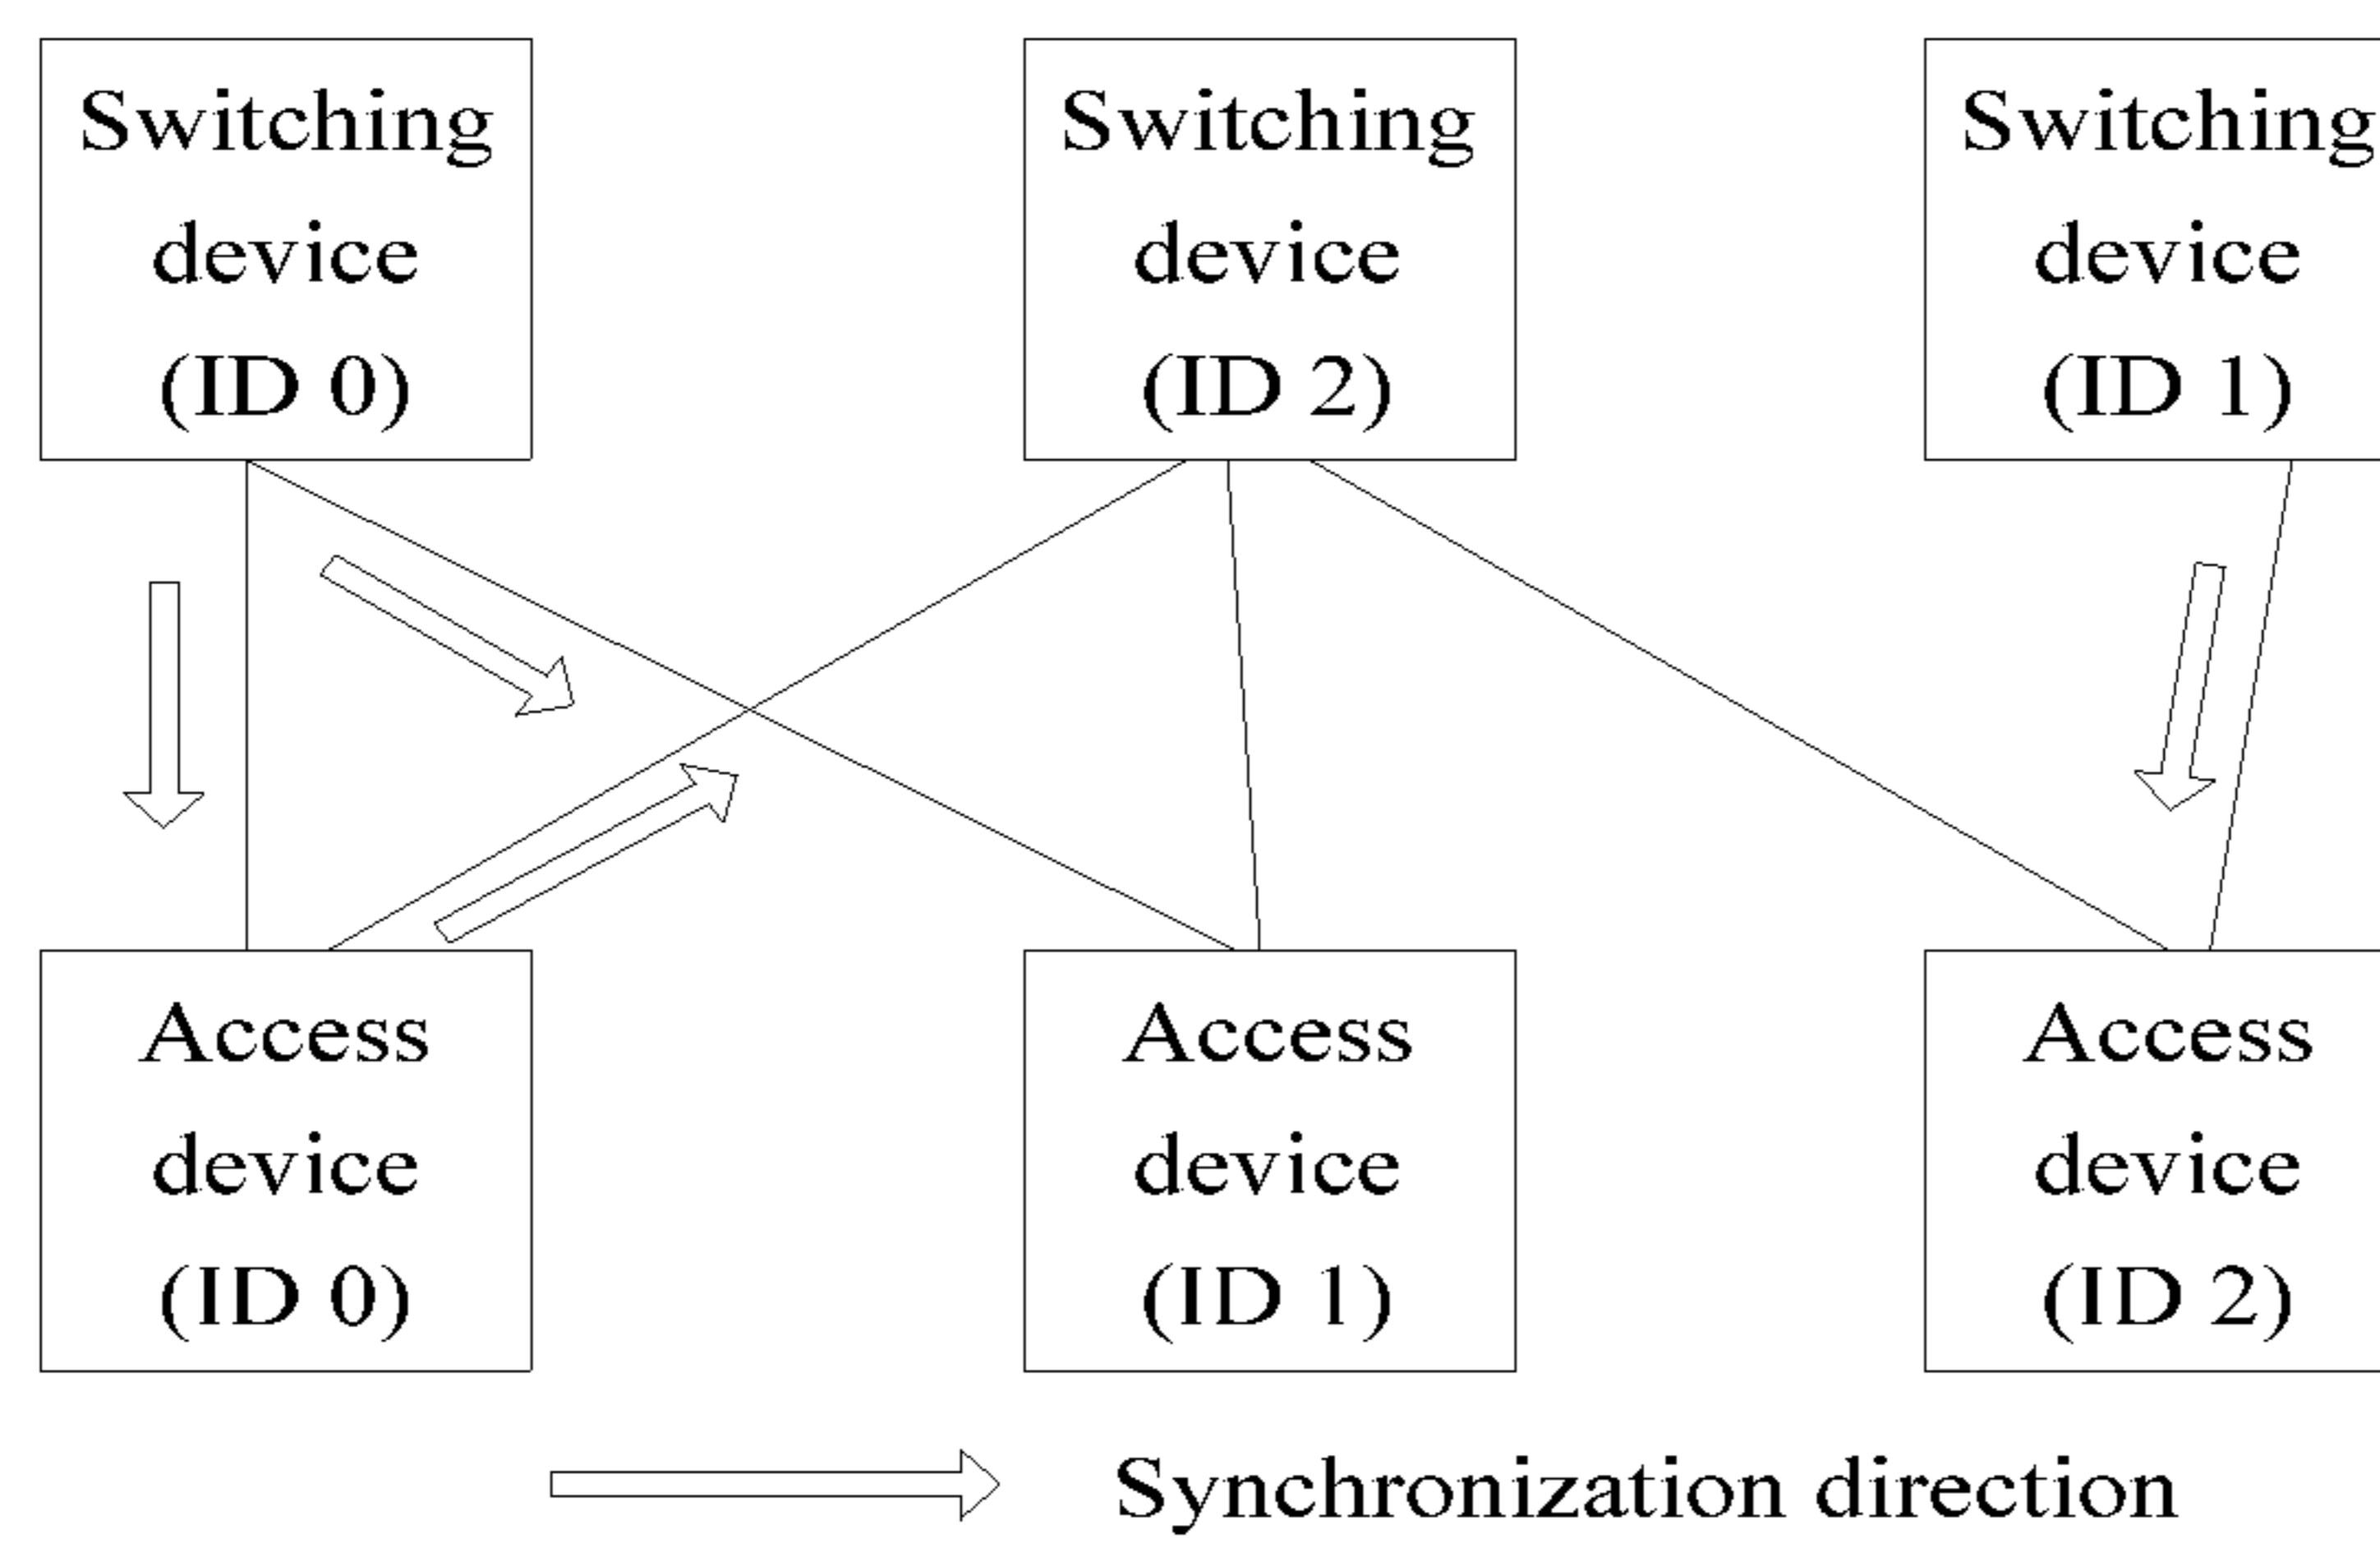 Switching
device
(ID 0)
Switching
device
(ID 2)
Switching
device
(ID 1)
Access
device
(ID 0)
Access
device
(ID 1)
Access
device
(ID 2)
Synchronization direction